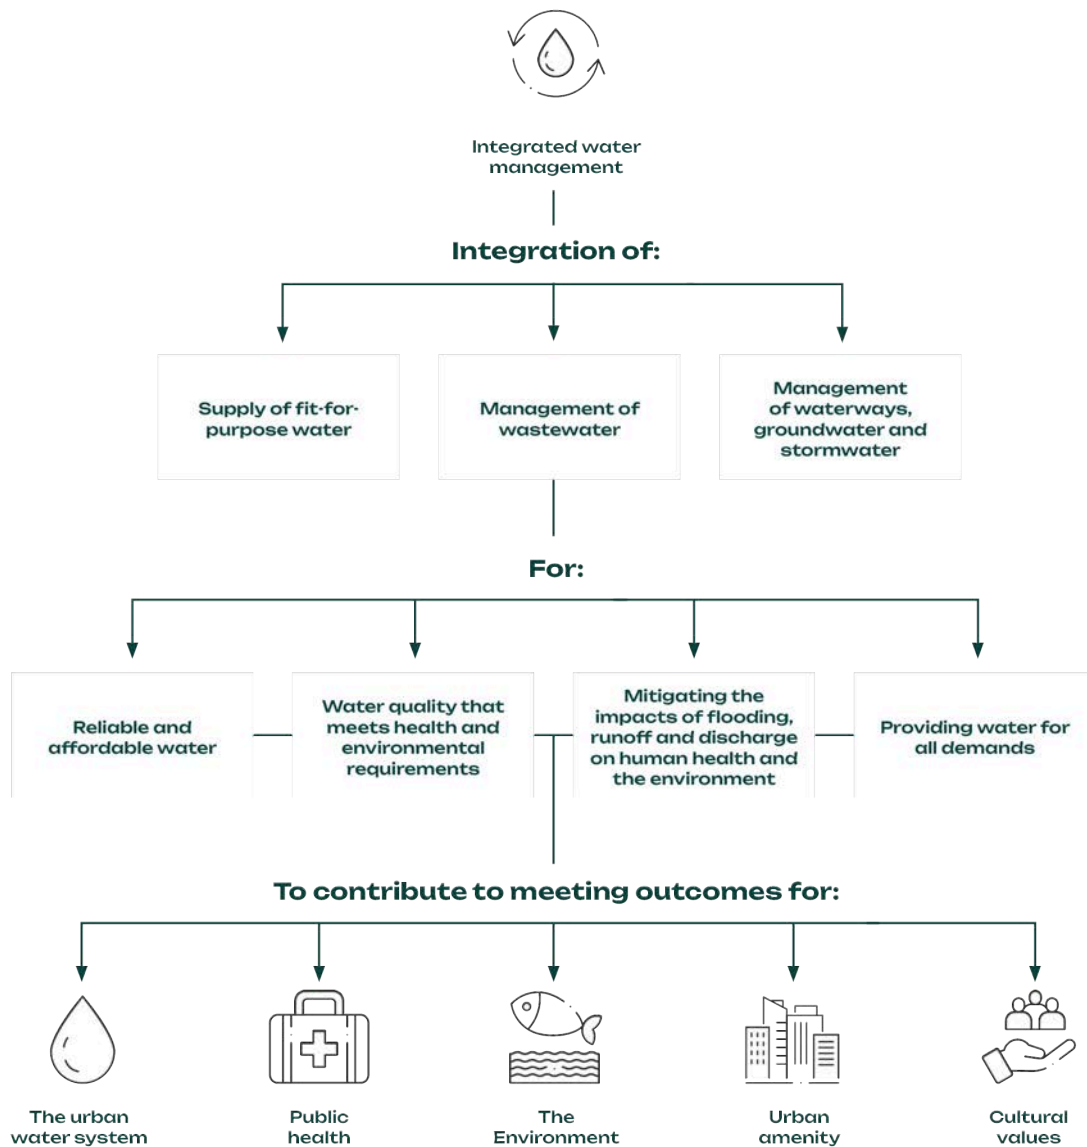 Integrated water
management
Integration of:
Supply of fit-for-
purpose water
Management of
wastewater
Management
of waterways,
groundwater and
stormwater
For:
Reliable and
affordable water
Water quality that
meets health and
environmental
requirements
Mitigating the
impacts of flooding,
runoff and discharge
on human health and
the environment
Providing water for
all demands
To contribute to meeting outcomes for:
The urban
water system
Public
health
The
Environment
Urban
amenity
Cultural
values